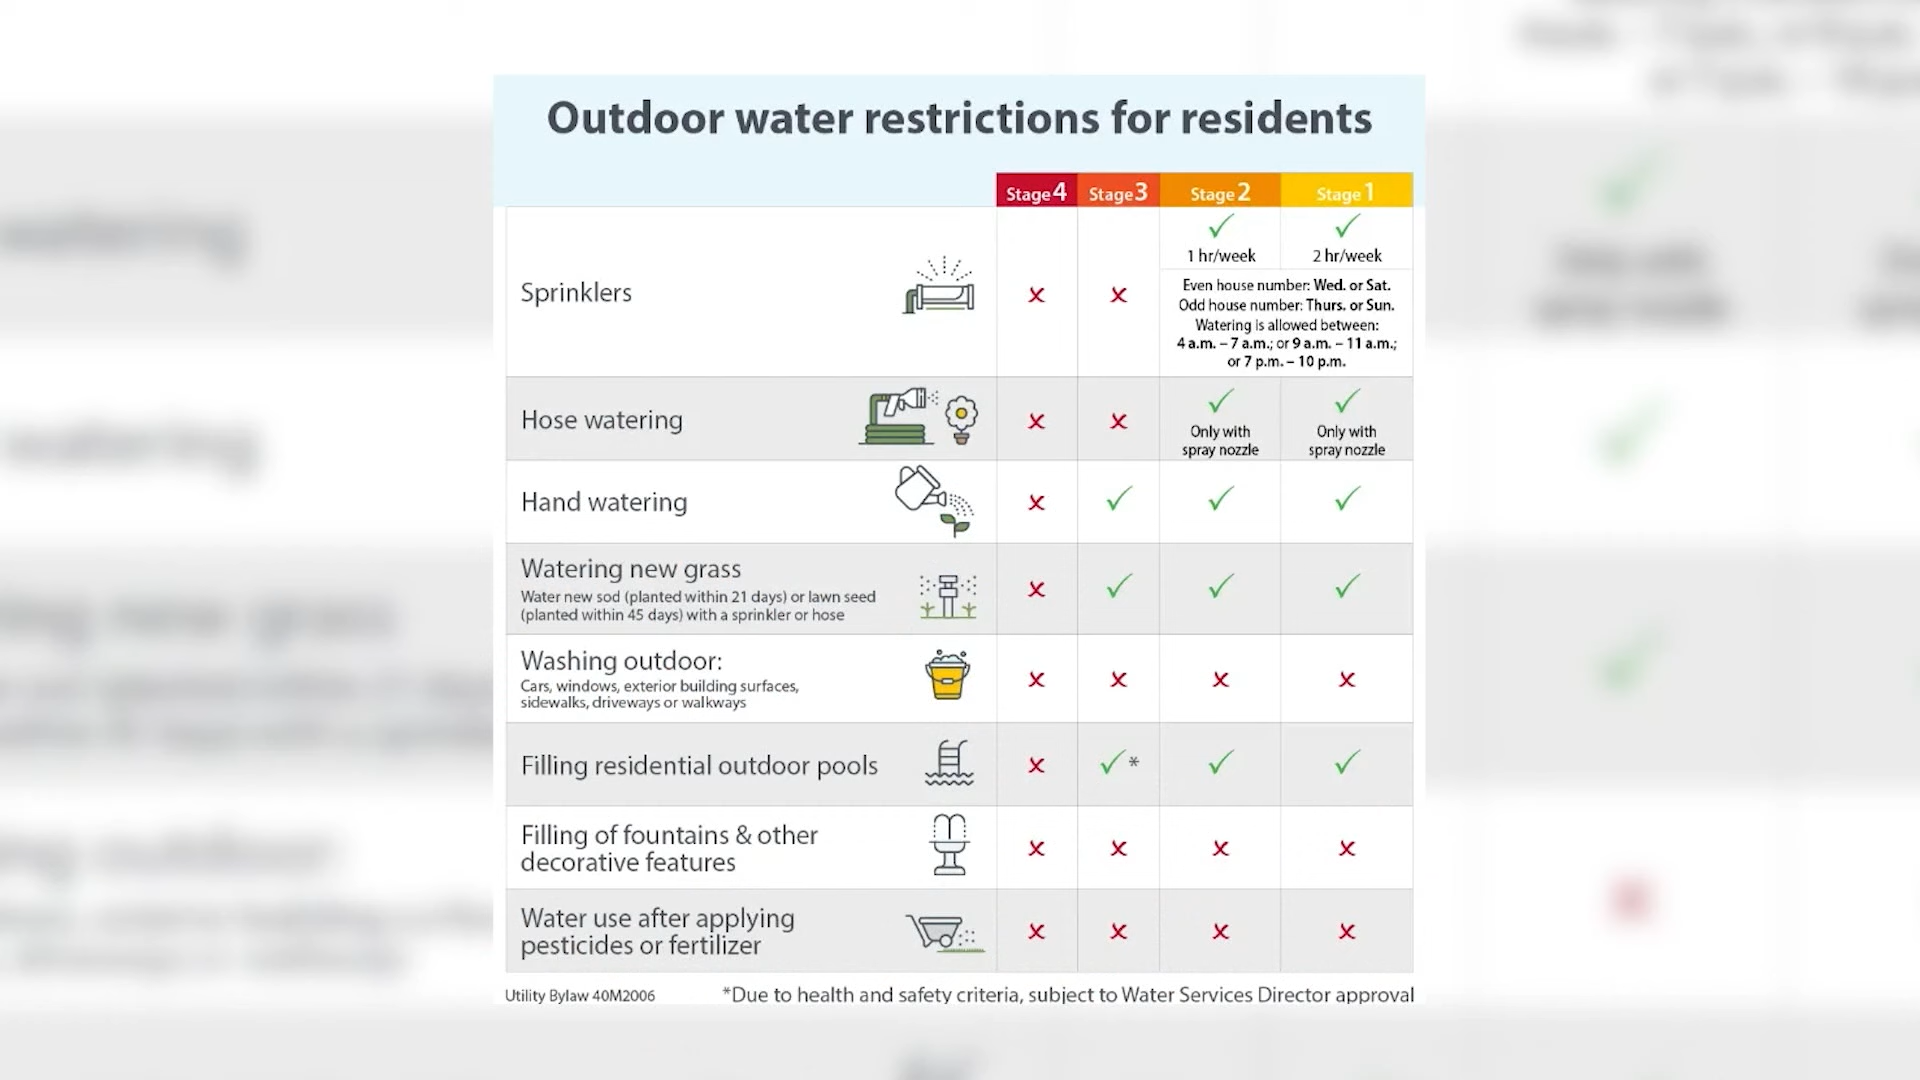 Outdoor water restrictions for residents
Stage 4 Stage 3 Stage 2 Stage 1
Sprinklers
1 hr/week 2 hr/week
Even house number: Wed. or Sat.
Odd house number: Thurs. or Sun.
Watering is allowed between:
4 a.m. – 7 a.m.; or 9 a.m. – 11 a.m.;
or 7 p.m. – 10 p.m.
Hose watering
Only with
spray nozzle
Only with
spray nozzle
Hand watering
Watering new grass
Water new sod (planted within 21 days) or lawn seed
(planted within 45 days) with a sprinkler or hose
Washing outdoor:
Cars, windows, exterior building surfaces,
sidewalks, driveways or walkways
Filling residential outdoor pools
*
Filling of fountains & other
decorative features
Water use after applying
pesticides or fertilizer
Utility Bylaw 40M2006
*Due to health and safety criteria, subject to Water Services Director approval